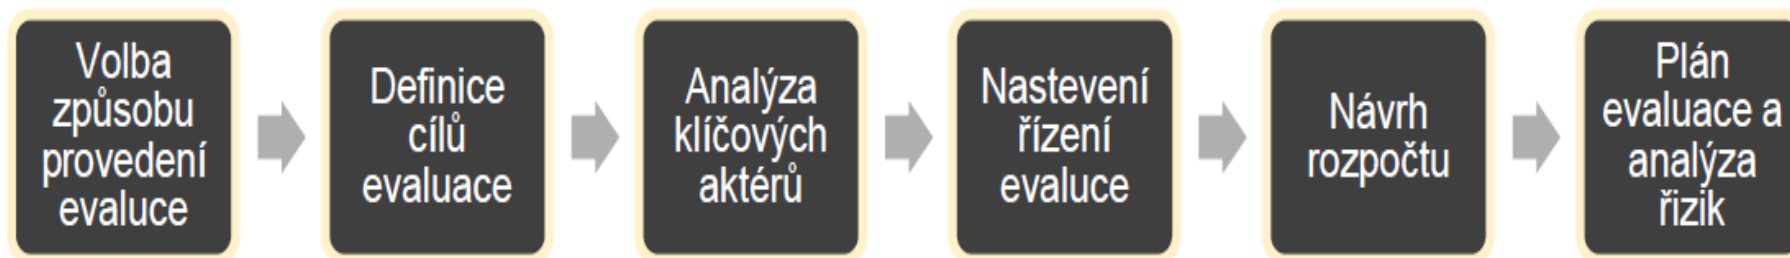 Volba
způsobu
provedení
evaluce
Definice
cílů
evaluace
Analýza
klíčových
aktérů
Nastevení
řízení
evaluce
Návrh
rozpočtu
Plán
evaluace a
analýza
řizik